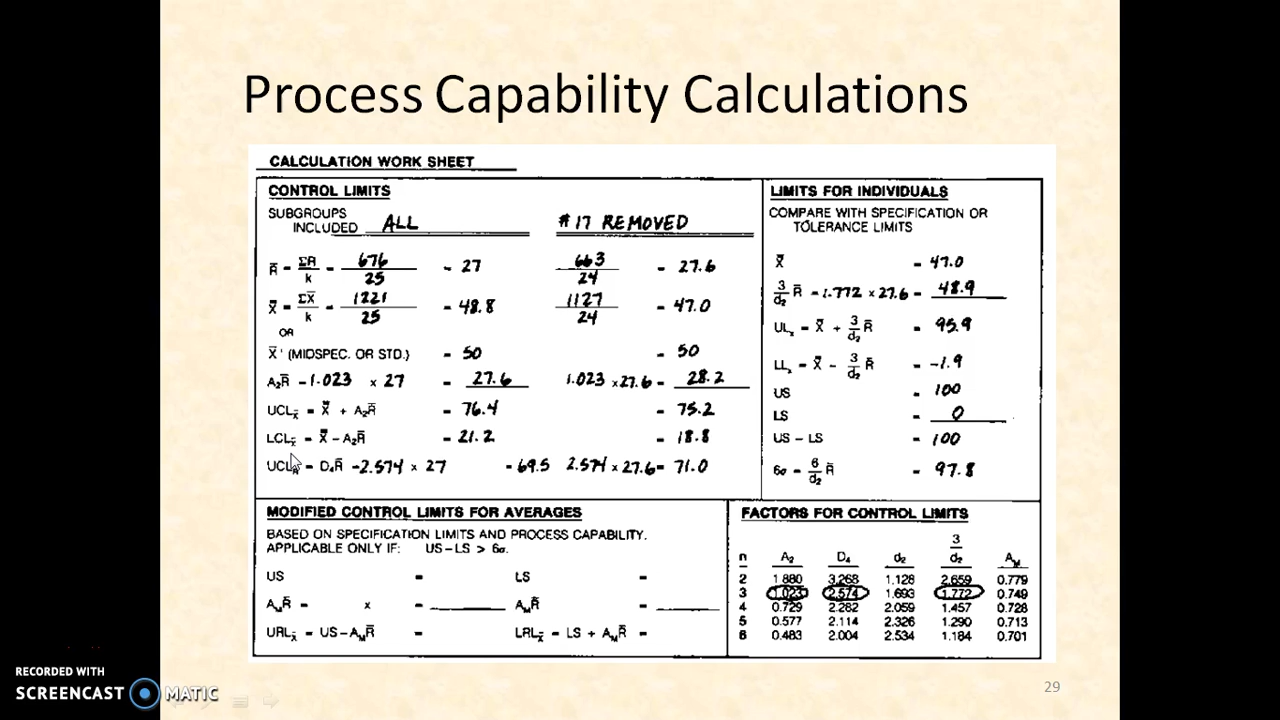 Process Capability Calculations
CALCULATION WORK SHEET
CONTROL LIMITS
SUBGROUPS INCLUDED ALL #17 REMOVED
R̄ = ΣR/k = 676/25 = 27 663/24 = 27.6
X̿ = ΣX̄/k = 1221/25 = 48.8 1127/24 = 47.0
OR
X̄' (MIDSPEC. OR STD.) = 50 = 50
A₂R̄ = 1.023 x 27 = 27.6 1.023 x 27.6 = 28.2
UCLx̄ = X̿ + A₂R̄ = 76.4 = 75.2
LCLx̄ = X̿ - A₂R̄ = 21.2 = 18.8
UCL = D₄R̄ = 2.574 x 27 = 69.5 2.574 x 27.6 = 71.0
LIMITS FOR INDIVIDUALS
COMPARE WITH SPECIFICATION OR
TOLERANCE LIMITS
X̿ = 47.0
3/d₂ R̄ = 1.772 x 27.6 = 48.9
ULx = X̿ + 3/d₂ R̄ = 95.9
LLx = X̿ - 3/d₂ R̄ = -1.9
US = 100
LS = 0
US - LS = 100
6σ = 6/d₂ R̄ = 97.8
MODIFIED CONTROL LIMITS FOR AVERAGES
BASED ON SPECIFICATION LIMITS AND PROCESS CAPABILITY.
APPLICABLE ONLY IF: US-LS > 6σ.
US = LS =
AᴍR̄ = x = AᴍR̄ =
URLx̄ = US-AᴍR̄ = LRLx̄ = LS + AᴍR̄ =
FACTORS FOR CONTROL LIMITS
n A₂ D₄ d₂ 3/d₂ Aᴍ
2 1.880 3.268 1.128 2.659 0.779
3 1.023 2.574 1.693 1.772 0.749
4 0.729 2.282 2.059 1.457 0.728
5 0.577 2.114 2.326 1.290 0.713
6 0.483 2.004 2.534 1.184 0.701
29
RECORDED WITH
SCREENCAST MATIC